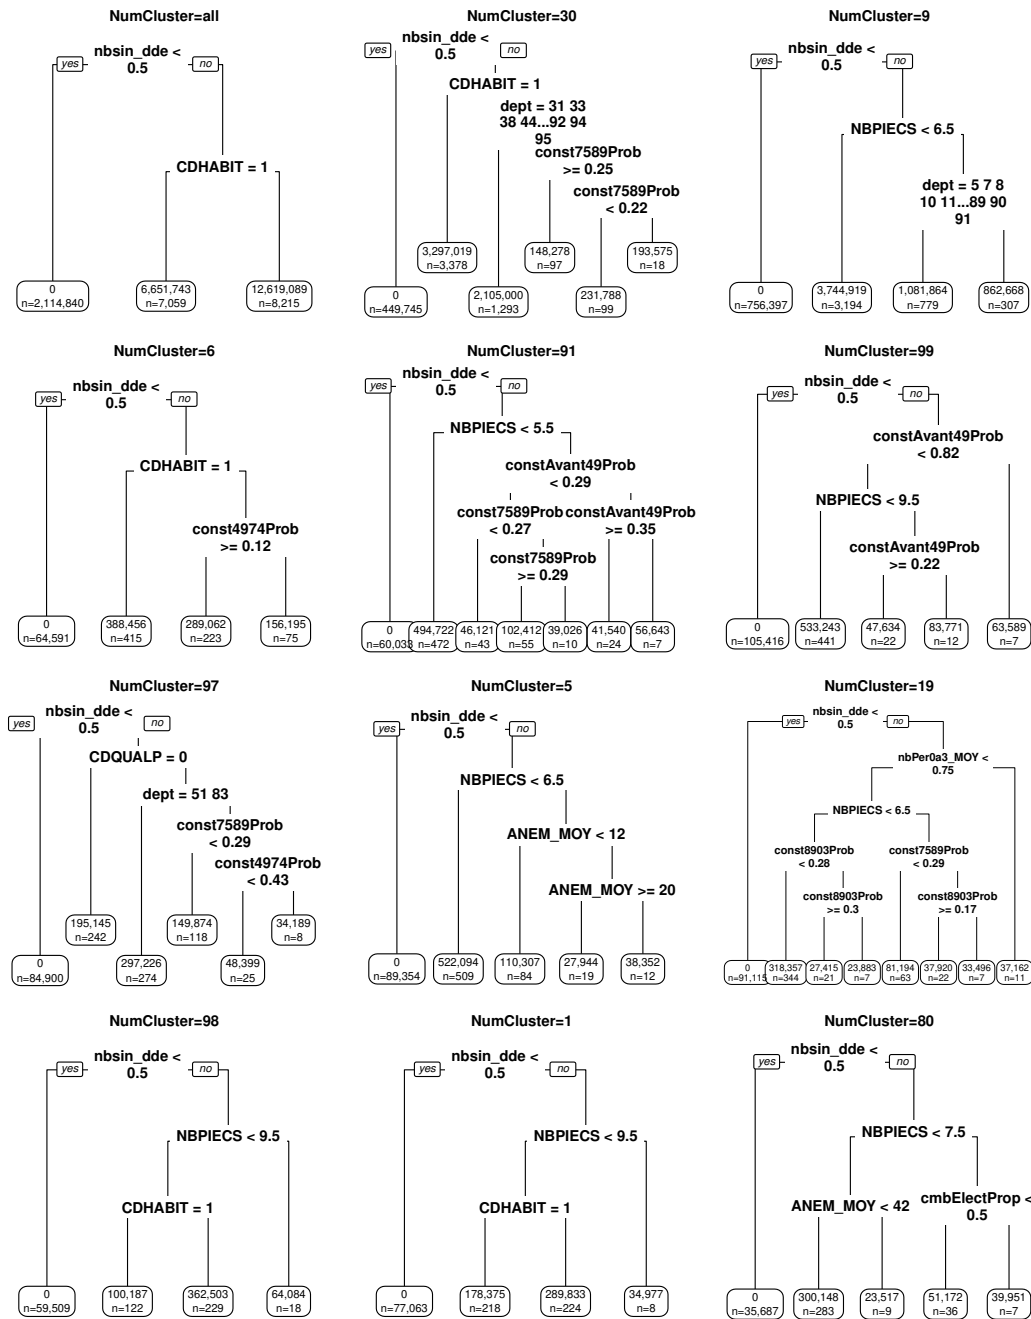 NumCluster=all
nbsin_dde <
yes
0.5
no
CDHABIT = 1
0
n=2,114,840
6,651,743
n=7,059
12,619,089
n=8,215
NumCluster=30
nbsin_dde <
yes
0.5
no
CDHABIT = 1
dept = 31 33
38 44...92 94
95
const7589Prob
>= 0.25
const7589Prob
< 0.22
3,297,019
n=3,378
148,278
n=97
193,575
n=18
0
n=449,745
2,105,000
n=1,293
231,788
n=99
NumCluster=9
nbsin_dde <
yes
0.5
no
NBPIECS < 6.5
dept = 5 7 8
10 11...89 90
91
0
n=756,397
3,744,919
n=3,194
1,081,864
n=779
862,668
n=307
NumCluster=6
nbsin_dde <
yes
0.5
no
CDHABIT = 1
const4974Prob
>= 0.12
0
n=64,591
388,456
n=415
289,062
n=223
156,195
n=75
NumCluster=91
nbsin_dde <
yes
0.5
no
NBPIECS < 5.5
constAvant49Prob
< 0.29
const7589Prob
< 0.27
constAvant49Prob
>= 0.35
const7589Prob
>= 0.29
0
n=60,033
494,722
n=472
46,121
n=43
102,412
n=55
39,026
n=10
41,540
n=24
56,643
n=7
NumCluster=99
nbsin_dde <
yes
0.5
no
constAvant49Prob
< 0.82
NBPIECS < 9.5
constAvant49Prob
>= 0.22
0
n=105,416
533,243
n=441
47,634
n=22
83,771
n=12
63,589
n=7
NumCluster=97
nbsin_dde <
yes
0.5
no
CDQUALP = 0
dept = 51 83
const7589Prob
< 0.29
const4974Prob
< 0.43
195,145
n=242
149,874
n=118
34,189
n=8
0
n=84,900
297,226
n=274
48,399
n=25
NumCluster=5
nbsin_dde <
yes
0.5
no
NBPIECS < 6.5
ANEM_MOY < 12
ANEM_MOY >= 20
0
n=89,354
522,094
n=509
110,307
n=84
27,944
n=19
38,352
n=12
NumCluster=19
nbsin_dde <
yes
0.5
no
nbPer0a3_MOY <
0.75
NBPIECS < 6.5
const8903Prob
< 0.28
const7589Prob
< 0.29
const8903Prob
>= 0.3
const8903Prob
>= 0.17
0
n=91,115
318,357
n=344
27,415
n=21
23,883
n=7
81,194
n=63
37,920
n=22
33,496
n=7
37,162
n=11
NumCluster=98
nbsin_dde <
yes
0.5
no
NBPIECS < 9.5
CDHABIT = 1
0
n=59,509
100,187
n=122
362,503
n=229
64,084
n=18
NumCluster=1
nbsin_dde <
yes
0.5
no
NBPIECS < 9.5
CDHABIT = 1
0
n=77,063
178,375
n=218
289,833
n=224
34,977
n=8
NumCluster=80
nbsin_dde <
yes
0.5
no
NBPIECS < 7.5
ANEM_MOY < 42
cmbElectProp <
0.5
0
n=35,687
300,148
n=283
23,517
n=9
51,172
n=36
39,951
n=7